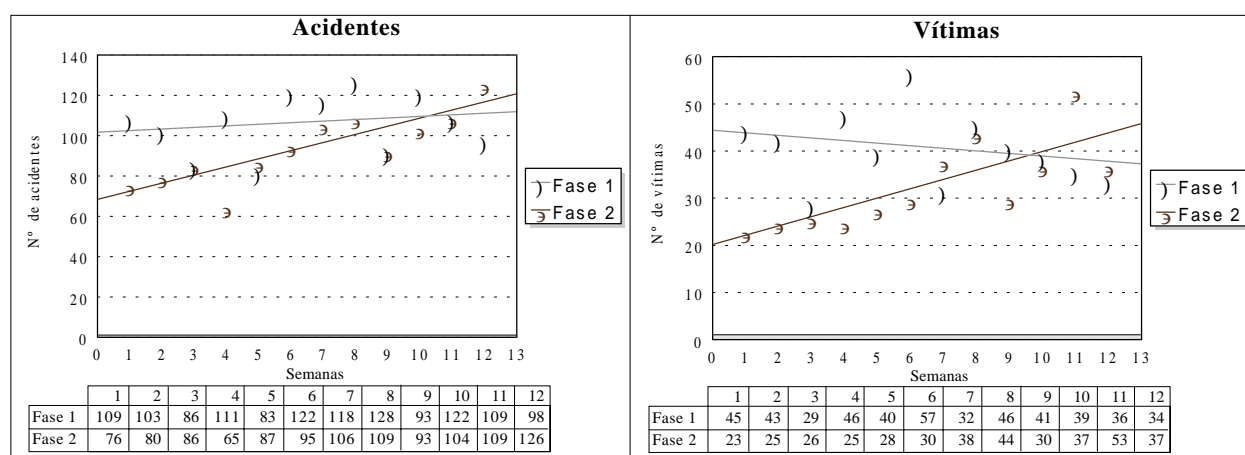 Acidentes
140
120
100
80
60
40
20
0
Nº de acidentes
0 1 2 3 4 5 6 7 8 9 10 11 12 13
Semanas
Fase 1
Fase 2
1 2 3 4 5 6 7 8 9 10 11 12
Fase 1 109 103 86 111 83 122 118 128 93 122 109 98
Fase 2 76 80 86 65 87 95 106 109 93 104 109 126
Vítimas
60
50
40
30
20
10
0
Nº de vítimas
0 1 2 3 4 5 6 7 8 9 10 11 12 13
Semanas
Fase 1
Fase 2
1 2 3 4 5 6 7 8 9 10 11 12
Fase 1 45 43 29 46 40 57 32 46 41 39 36 34
Fase 2 23 25 26 25 28 30 38 44 30 37 53 37